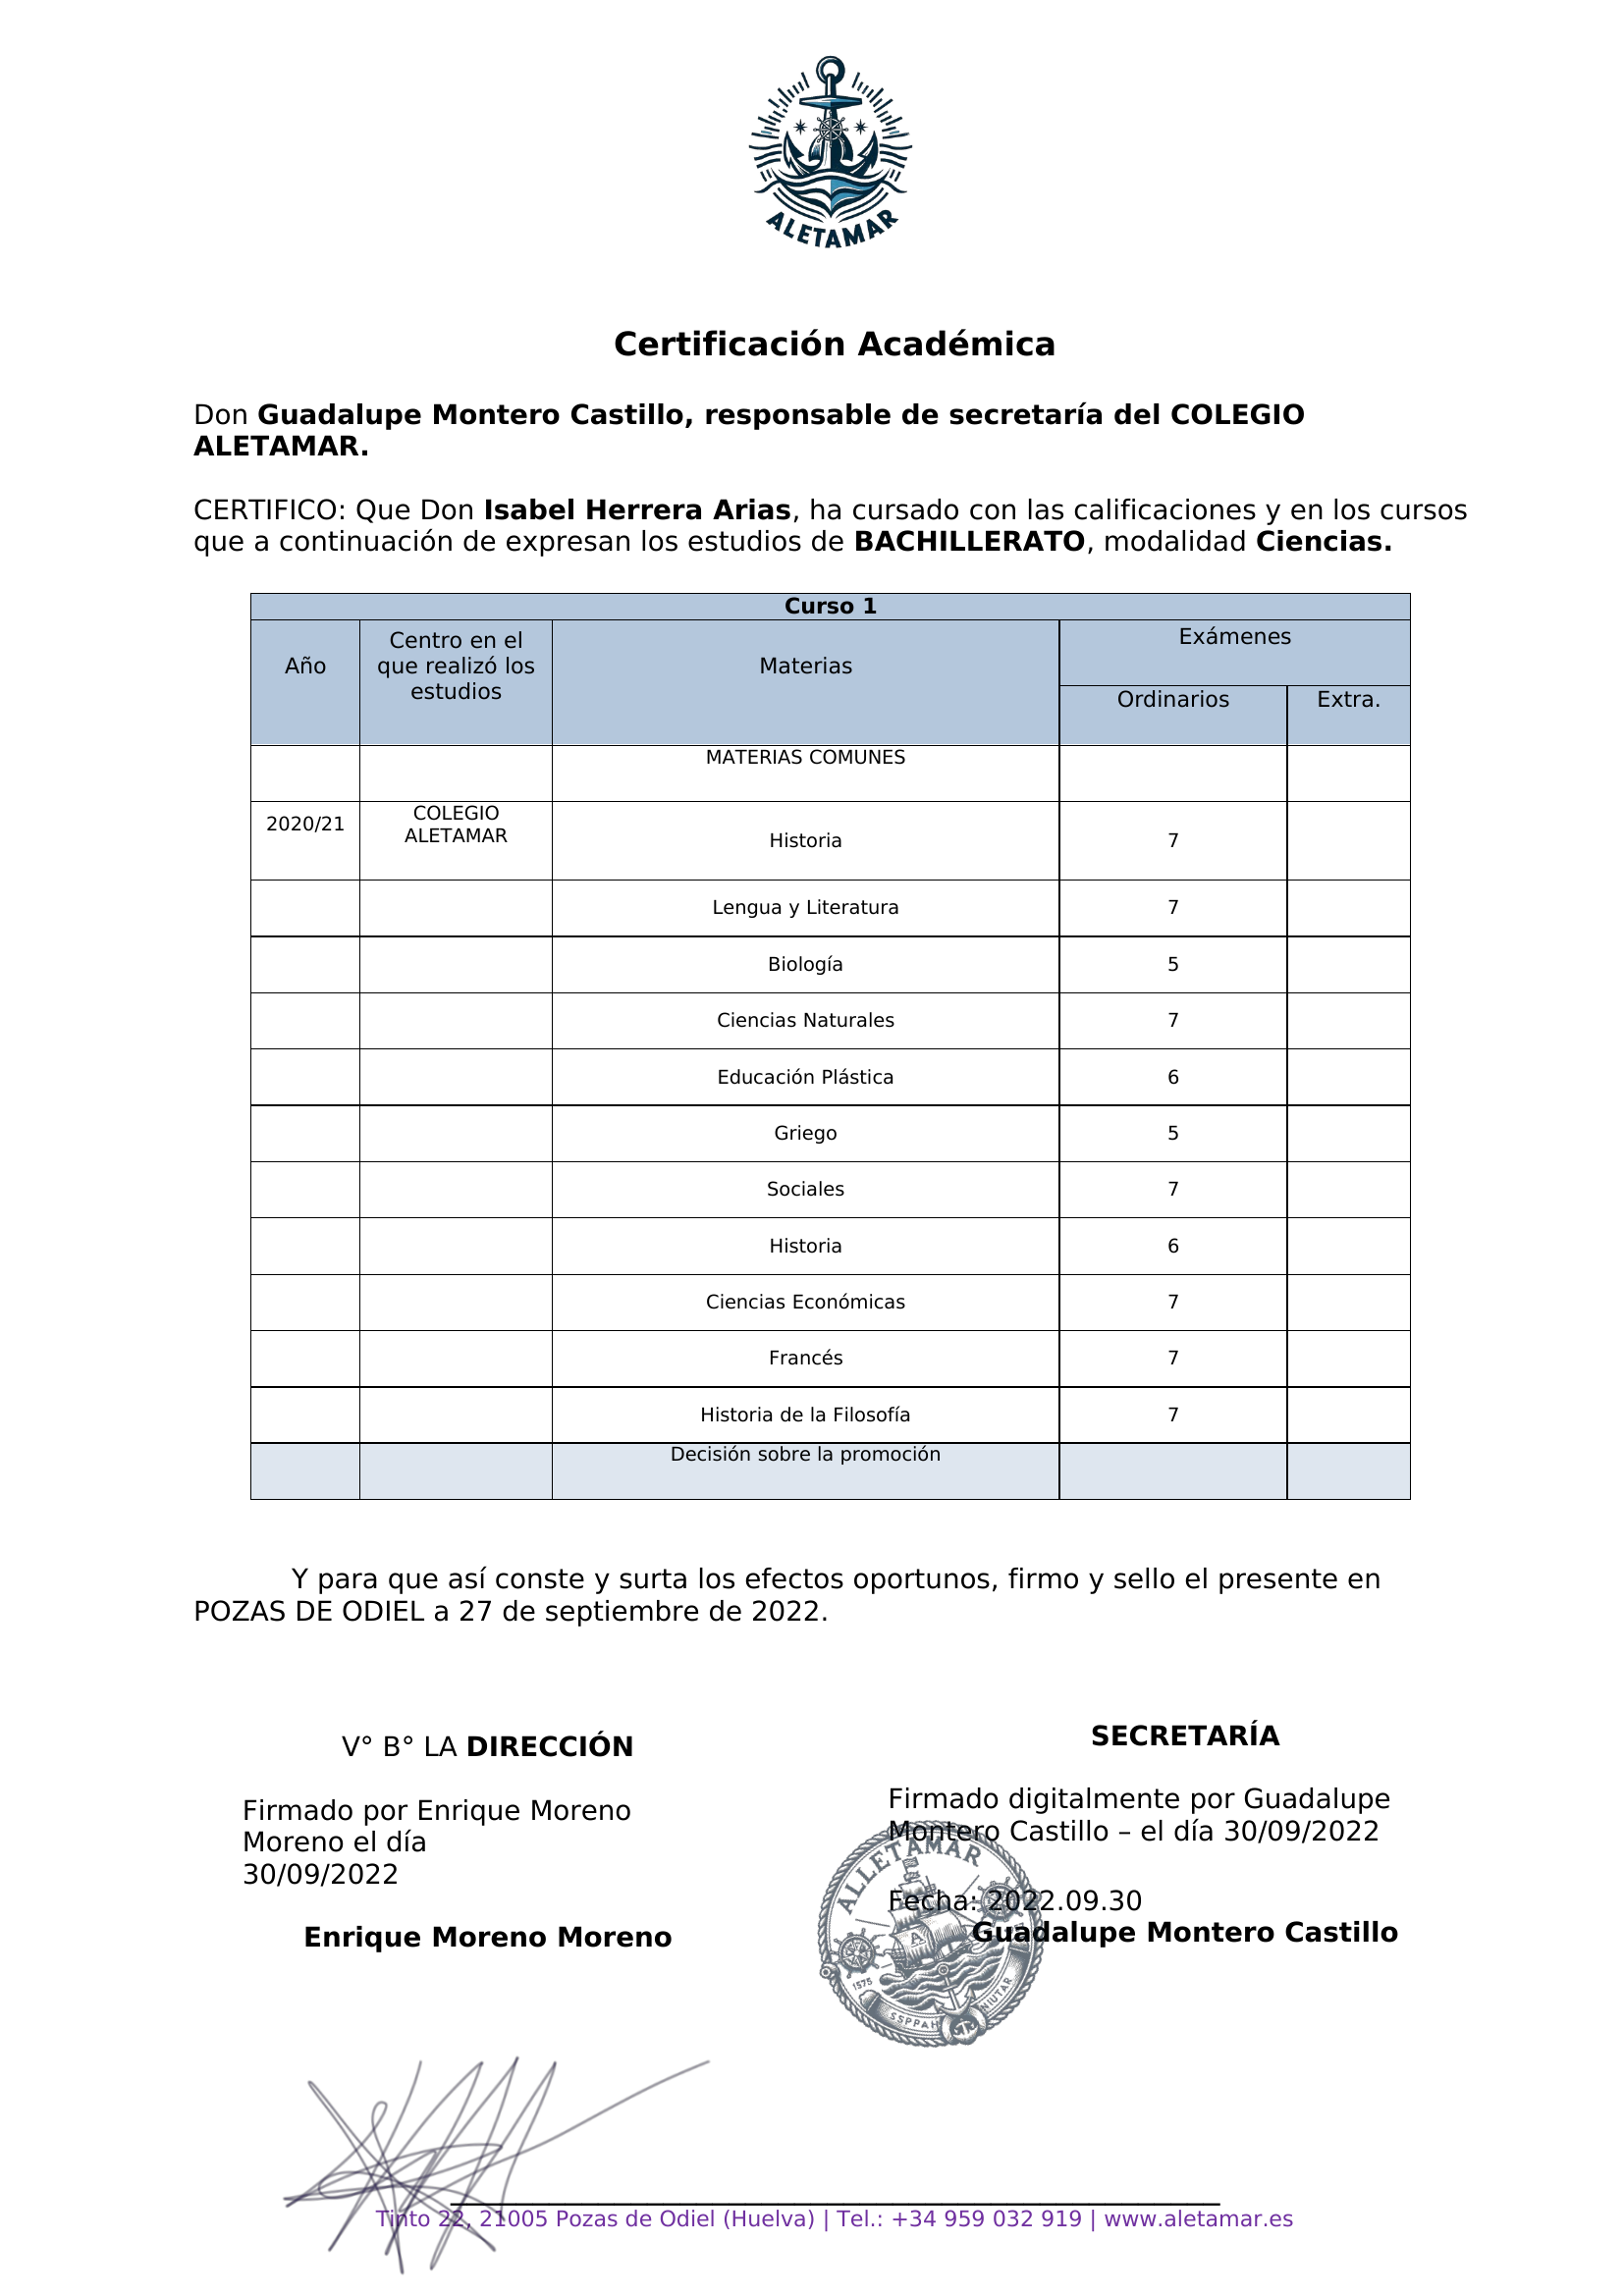 ALETAMAR
Certificación Académica
Don Guadalupe Montero Castillo, responsable de secretaría del COLEGIO
ALETAMAR.
CERTIFICO: Que Don Isabel Herrera Arias, ha cursado con las calificaciones y en los cursos
que a continuación de expresan los estudios de BACHILLERATO, modalidad Ciencias.
Curso 1
Año
Centro en el
que realizó los
estudios
Materias
Exámenes
Ordinarios
Extra.
MATERIAS COMUNES
2020/21
COLEGIO
ALETAMAR
Historia
7
Lengua y Literatura
7
Biología
5
Ciencias Naturales
7
Educación Plástica
6
Griego
5
Sociales
7
Historia
6
Ciencias Económicas
7
Francés
7
Historia de la Filosofía
7
Decisión sobre la promoción
Y para que así conste y surta los efectos oportunos, firmo y sello el presente en
POZAS DE ODIEL a 27 de septiembre de 2022.
V° B° LA DIRECCIÓN
Firmado por Enrique Moreno
Moreno el día
30/09/2022
Enrique Moreno Moreno
SECRETARÍA
Firmado digitalmente por Guadalupe
Montero Castillo – el día 30/09/2022
Fecha: 2022.09.30
Guadalupe Montero Castillo
ALLETAMAR
A
1575
SSPPAH
NIUTAR
Tinto 22, 21005 Pozas de Odiel (Huelva) | Tel.: +34 959 032 919 | www.aletamar.es